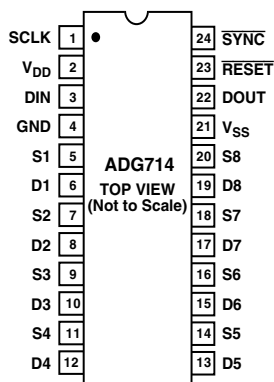 SCLK 1 24 SYNC
VDD 2 23 RESET
DIN 3 22 DOUT
GND 4 21 VSS
S1 5 20 S8
D1 6 19 D8
S2 7 18 S7
D2 8 17 D7
S3 9 16 S6
D3 10 15 D6
S4 11 14 S5
D4 12 13 D5
ADG714
TOP VIEW
(Not to Scale)